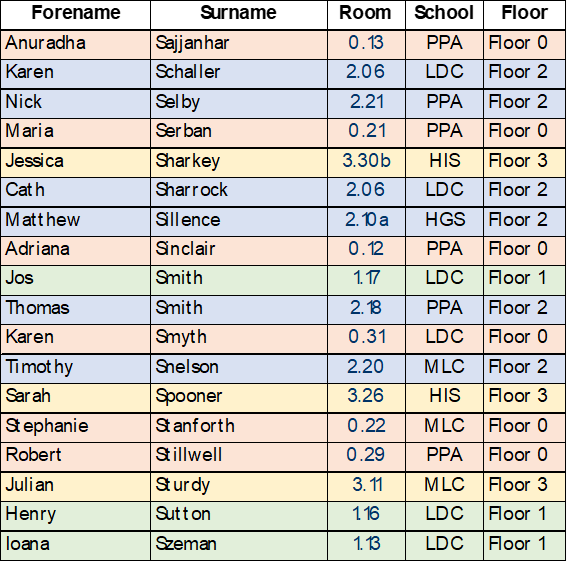 Forename Surname Room School Floor
Anuradha Sajjanhar 0.13 PPA Floor 0
Karen Schaller 2.06 LDC Floor 2
Nick Selby 2.21 PPA Floor 2
Maria Serban 0.21 PPA Floor 0
Jessica Sharkey 3.30b HIS Floor 3
Cath Sharrock 2.06 LDC Floor 2
Matthew Sillence 2.10a HGS Floor 2
Adriana Sinclair 0.12 PPA Floor 0
Jos Smith 1.17 LDC Floor 1
Thomas Smith 2.18 PPA Floor 2
Karen Smyth 0.31 LDC Floor 0
Timothy Snelson 2.20 MLC Floor 2
Sarah Spooner 3.26 HIS Floor 3
Stephanie Stanforth 0.22 MLC Floor 0
Robert Stillwell 0.29 PPA Floor 0
Julian Sturdy 3.11 MLC Floor 3
Henry Sutton 1.16 LDC Floor 1
Ioana Szeman 1.13 LDC Floor 1